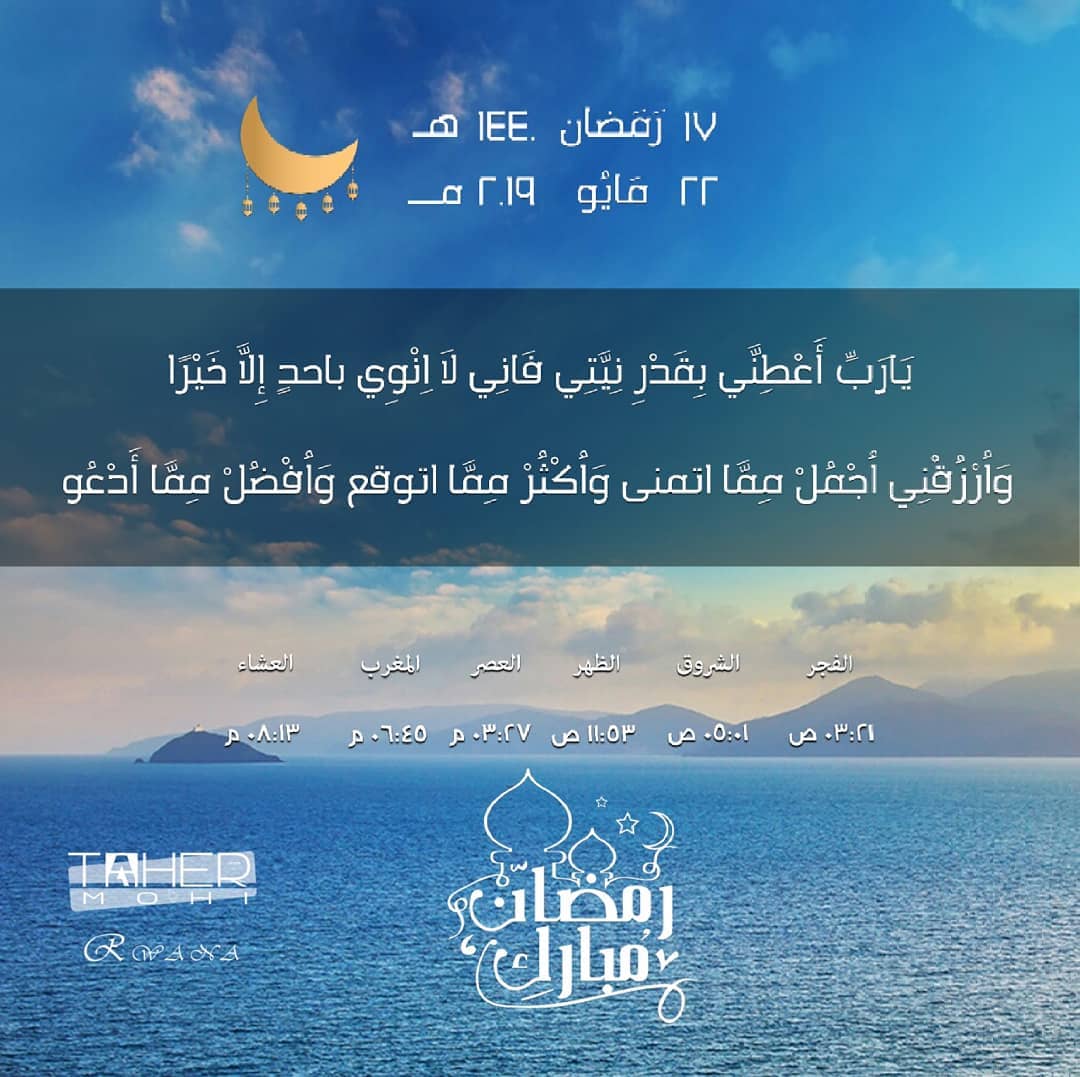 ١٧ رَمَضان ١٤٤٠ هـ
٢٢ مَايُو ٢٠١٩ مـ
يَارَبِّ أَعْطِنَّي بِقَدْرِ نِيَّتِي فَانِي لَا اِنْوِي باحدٍ إِلَّا خَيْرًا
وَاُرْزُقْنِي اُجْمُلْ مِمَّا اتمنى وَاُكْثُرْ مِمَّا اتوقع وَاُفْضُلْ مِمَّا أَدْعُو
الفجر الشروق الظهر العصر المغرب العشاء
٠٣:٢١ ص ٠٥:٠١ ص ١١:٥٣ ص ٠٣:٢٧ م ٠٦:٤٥ م ٠٨:١٣ م
رمضان
مبارك
TAHER
MOHI
RWANA